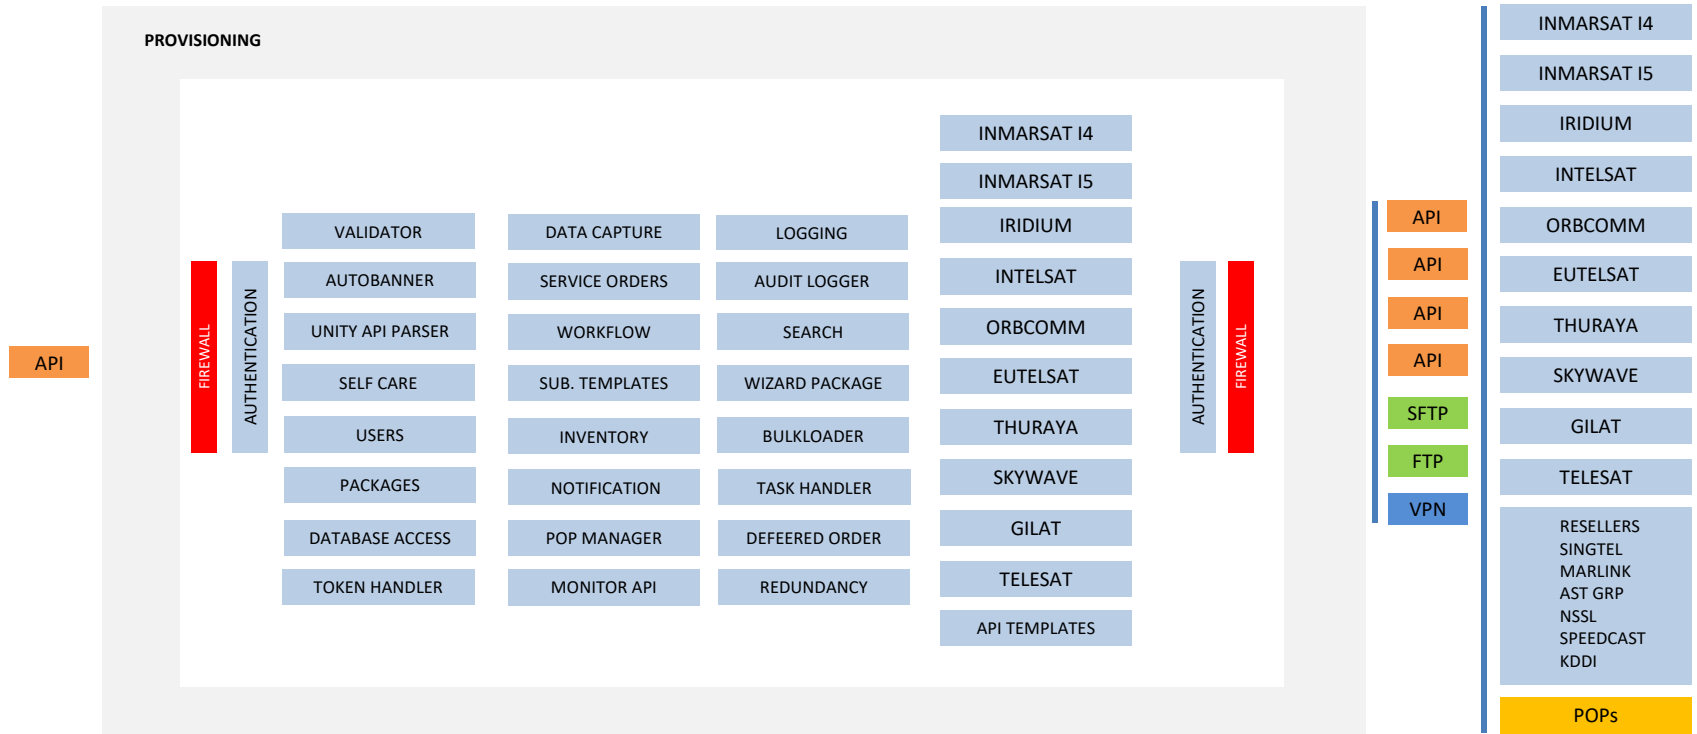 PROVISIONING
API
FIREWALL
AUTHENTICATION
VALIDATOR
AUTOBANNER
UNITY API PARSER
SELF CARE
USERS
PACKAGES
DATABASE ACCESS
TOKEN HANDLER
DATA CAPTURE
SERVICE ORDERS
WORKFLOW
SUB. TEMPLATES
INVENTORY
NOTIFICATION
POP MANAGER
MONITOR API
LOGGING
AUDIT LOGGER
SEARCH
WIZARD PACKAGE
BULKLOADER
TASK HANDLER
DEFEERED ORDER
REDUNDANCY
INMARSAT I4
INMARSAT I5
IRIDIUM
INTELSAT
ORBCOMM
EUTELSAT
THURAYA
SKYWAVE
GILAT
TELESAT
API TEMPLATES
AUTHENTICATION
FIREWALL
API
API
API
API
SFTP
FTP
VPN
INMARSAT I4
INMARSAT I5
IRIDIUM
INTELSAT
ORBCOMM
EUTELSAT
THURAYA
SKYWAVE
GILAT
TELESAT
RESELLERS
SINGTEL
MARLINK
AST GRP
NSSL
SPEEDCAST
KDDI
POPs